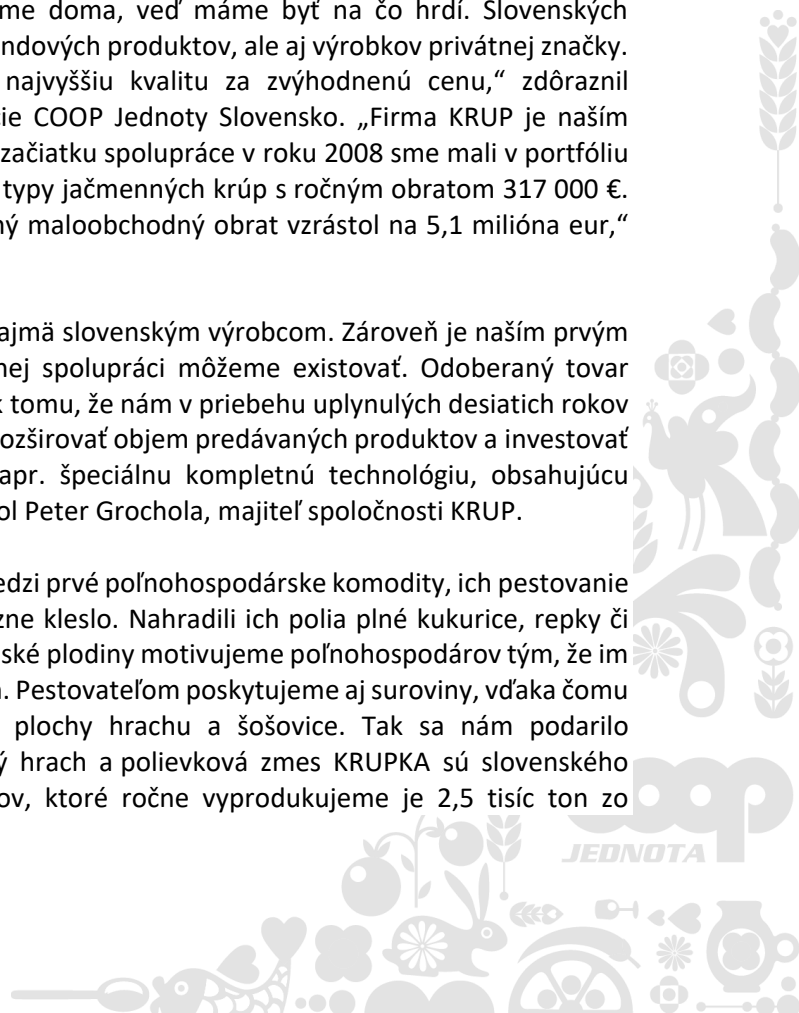 me doma, veď máme byť na čo hrdí. Slovenských
ndových produktov, ale aj výrobkov privátnej značky.
najvyššiu kvalitu za zvýhodnenú cenu,“ zdôraznil
ie COOP Jednoty Slovensko. „Firma KRUP je naším
začiatku spolupráce v roku 2008 sme mali v portfóliu
typy jačmenných krúp s ročným obratom 317 000 €.
ný maloobchodný obrat vzrástol na 5,1 milióna eur,“
ajmä slovenským výrobcom. Zároveň je naším prvým
nej spolupráci môžeme existovať. Odoberaný tovar
k tomu, že nám v priebehu uplynulých desiatich rokov
ozširovať objem predávaných produktov a investovať
apr. špeciálnu kompletnú technológiu, obsahujúcu
ol Peter Grochola, majiteľ spoločnosti KRUP.
edzi prvé poľnohospodárske komodity, ich pestovanie
zne kleslo. Nahradili ich polia plné kukurice, repky či
ské plodiny motivujeme poľnohospodárov tým, že im
. Pestovateľom poskytujeme aj suroviny, vďaka čomu
plochy hrachu a šošovice. Tak sa nám podarilo
ý hrach a polievková zmes KRUPKA sú slovenského
ov, ktoré ročne vyprodukujeme je 2,5 tisíc ton zo
coop
JEDNOTA